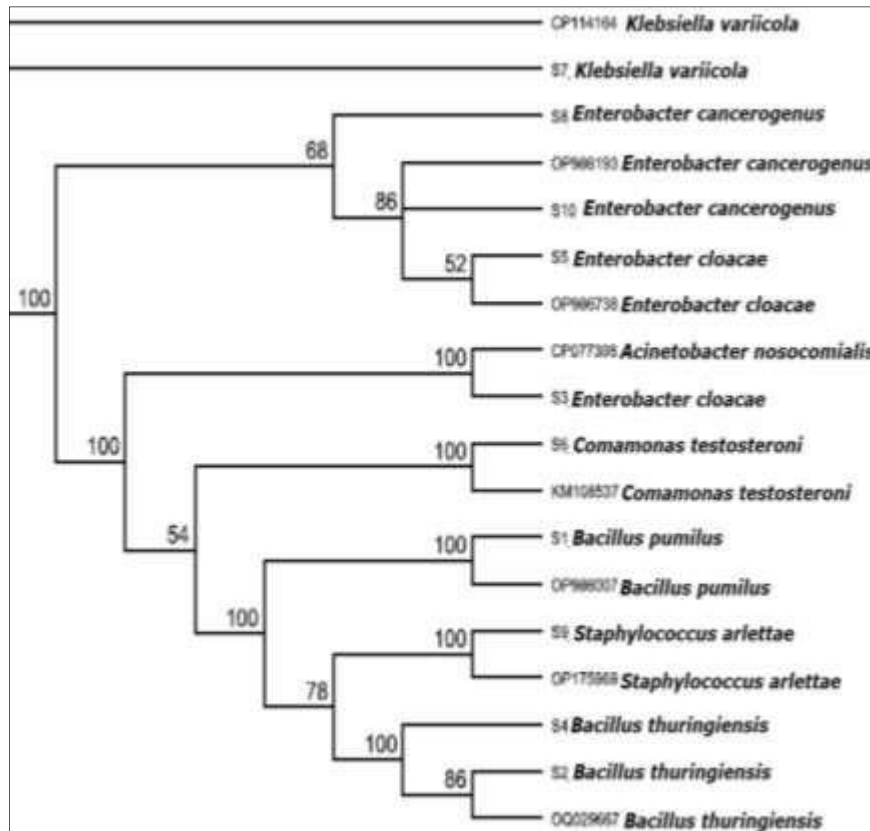 CP114164 Klebsiella variicola
S7 Klebsiella variicola
S8 Enterobacter cancerogenus
68
OP986193 Enterobacter cancerogenus
86
S10 Enterobacter cancerogenus
S5 Enterobacter cloacae
52
100
OP986738 Enterobacter cloacae
Acinetobacter nosocomialis
100
S3 Enterobacter cloacae
100
S6 Comamonas testosteroni
100
KM108537 Comamonas testosteroni
54
S1 Bacillus pumilus
100
Bacillus pumilus
100
S9 Staphylococcus arlettae
100
Staphylococcus arlettae
78
S4 Bacillus thuringiensis
100
S2 Bacillus thuringiensis
86
OQ029667 Bacillus thuringiensis